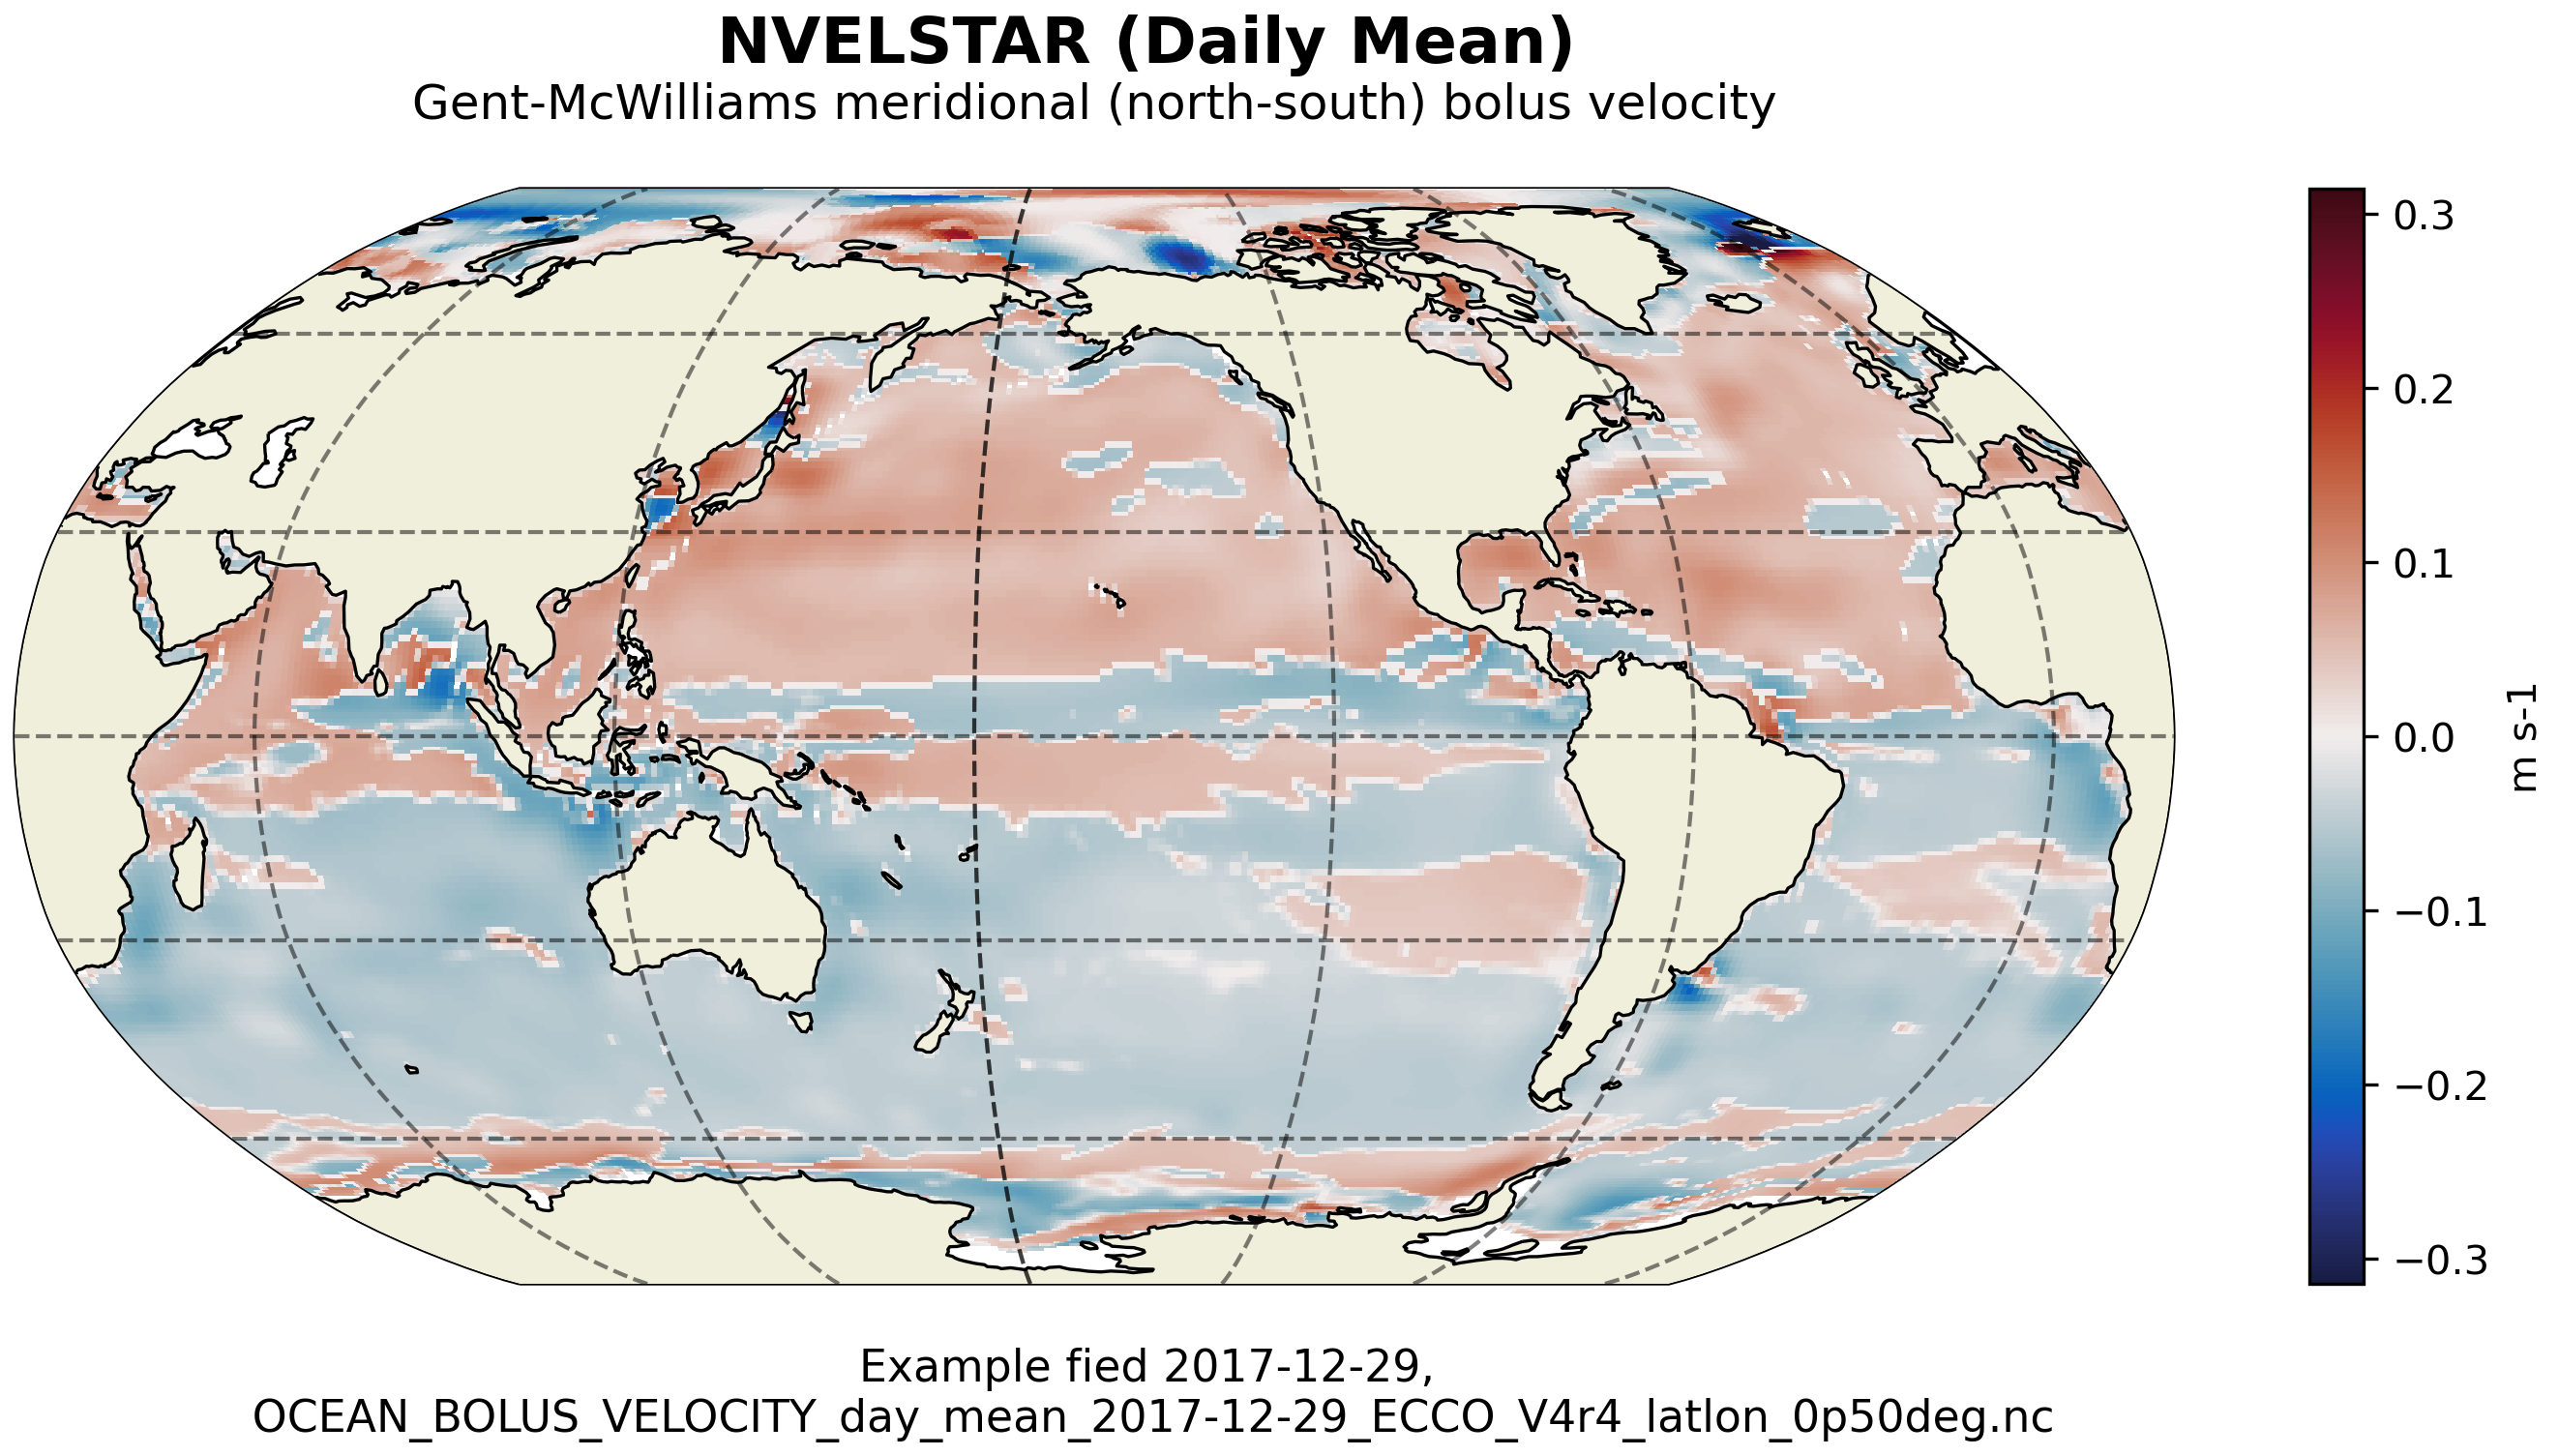 NVELSTAR (Daily Mean)
Gent-McWilliams meridional (north-south) bolus velocity
0.3
0.2
0.1
0.0
−0.1
−0.2
−0.3
m s-1
Example fied 2017-12-29,
OCEAN_BOLUS_VELOCITY_day_mean_2017-12-29_ECCO_V4r4_latlon_0p50deg.nc